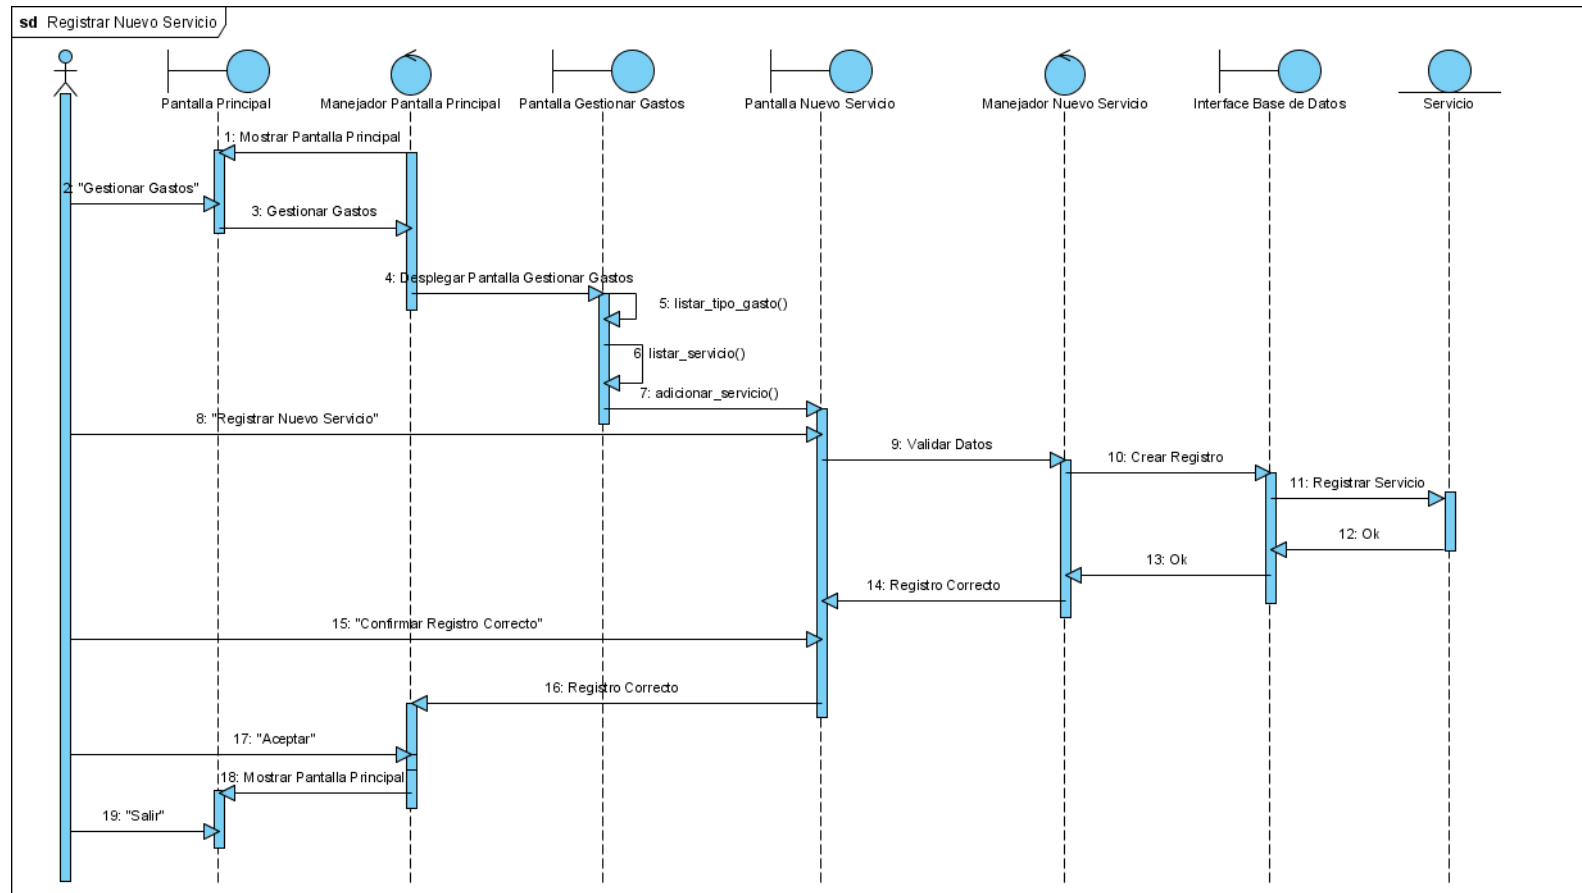 sd Registrar Nuevo Servicio
Pantalla Principal
Manejador Pantalla Principal
Pantalla Gestionar Gastos
Pantalla Nuevo Servicio
Manejador Nuevo Servicio
Interface Base de Datos
Servicio
1: Mostrar Pantalla Principal
2: "Gestionar Gastos"
3: Gestionar Gastos
4: Desplegar Pantalla Gestionar Gastos
5: listar_tipo_gasto()
6: listar_servicio()
7: adicionar_servicio()
8: "Registrar Nuevo Servicio"
9: Validar Datos
10: Crear Registro
11: Registrar Servicio
12: Ok
13: Ok
14: Registro Correcto
15: "Confirmar Registro Correcto"
16: Registro Correcto
17: "Aceptar"
18: Mostrar Pantalla Principal
19: "Salir"